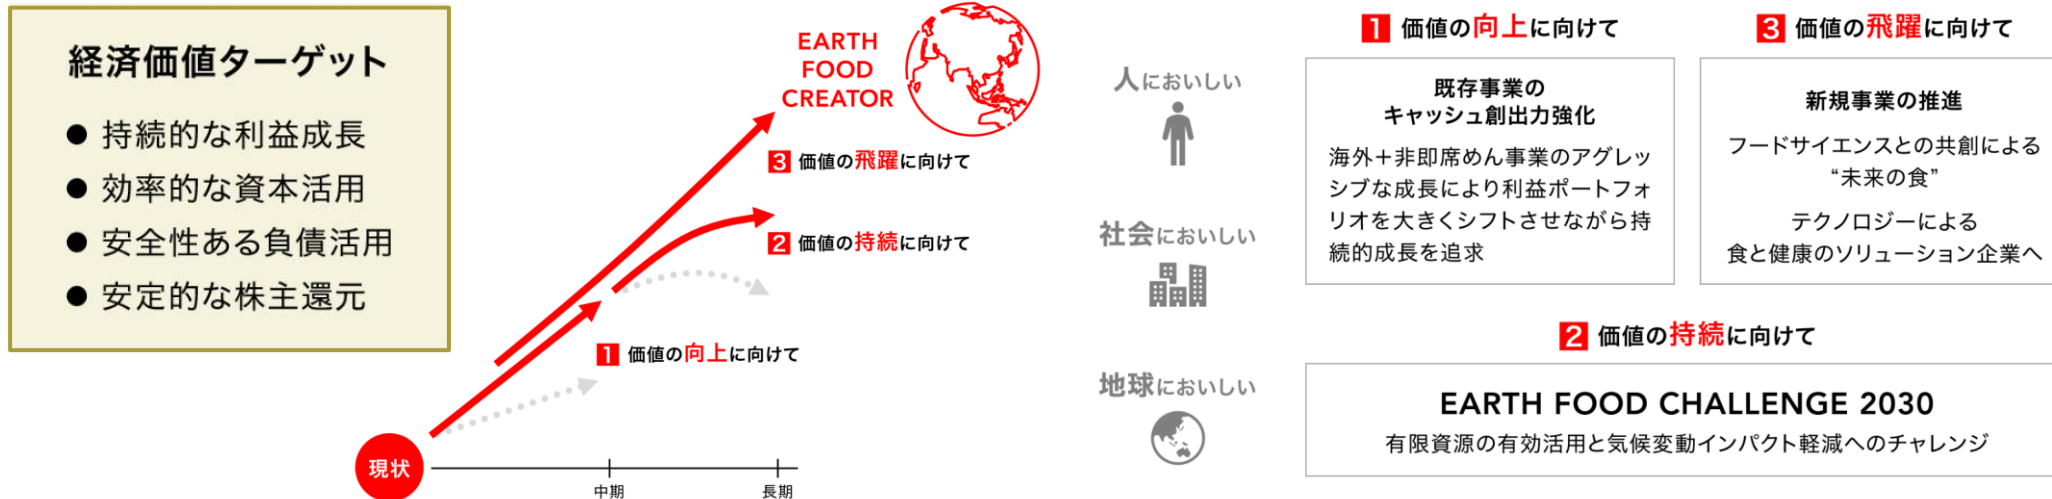 経済価値ターゲット
● 持続的な利益成長
● 効率的な資本活用
● 安全性ある負債活用
● 安定的な株主還元
EARTH
FOOD
CREATOR
3 価値の飛躍に向けて
2 価値の持続に向けて
1 価値の向上に向けて
現状
中期
長期
人においしい
社会においしい
地球においしい
1 価値の向上に向けて
既存事業の
キャッシュ創出力強化
海外＋非即席めん事業のアグレッ
シブな成長により利益ポートフォ
リオを大きくシフトさせながら持
続的成長を追求
3 価値の飛躍に向けて
新規事業の推進
フードサイエンスとの共創による
“未来の食”
テクノロジーによる
食と健康のソリューション企業へ
2 価値の持続に向けて
EARTH FOOD CHALLENGE 2030
有限資源の有効活用と気候変動インパクト軽減へのチャレンジ